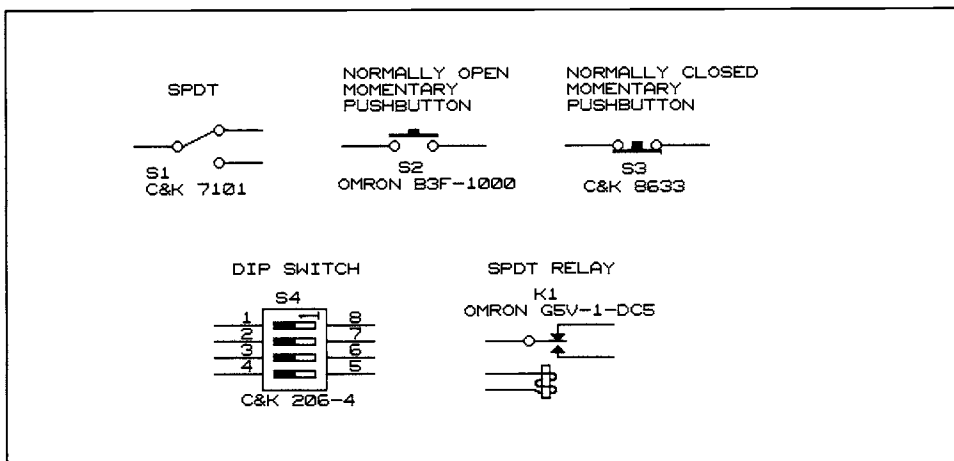 SPDT
S1
C&K 7101
NORMALLY OPEN
MOMENTARY
PUSHBUTTON
S2
OMRON B3F-1000
NORMALLY CLOSED
MOMENTARY
PUSHBUTTON
S3
C&K 8633
DIP SWITCH
S4
1 8
2 7
3 6
4 5
C&K 206-4
SPDT RELAY
K1
OMRON G5V-1-DC5